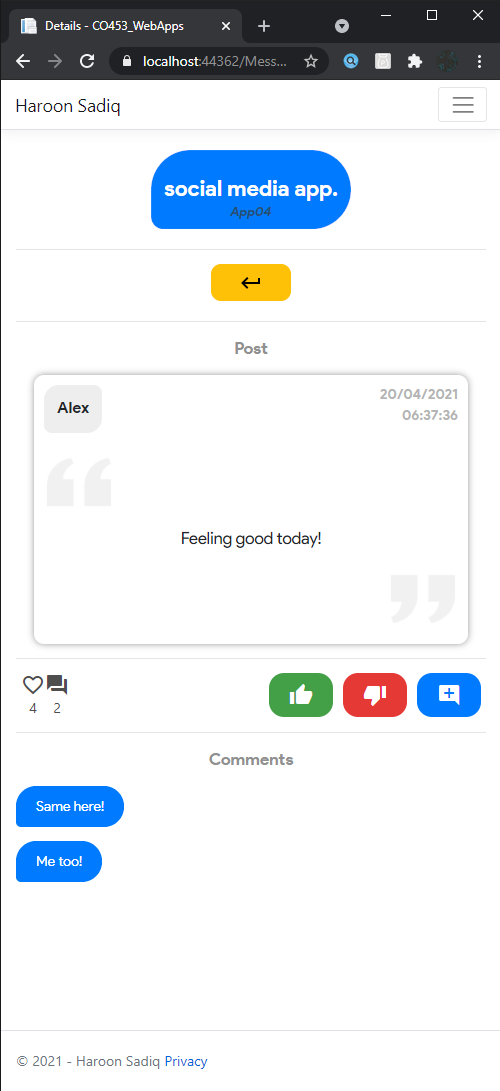 Details - CO453_WebApps
localhost:44362/Mess...
Haroon Sadiq
social media app.
App04
Post
Alex
20/04/2021
06:37:36
“
Feeling good today!
”
4 2
Comments
Same here!
Me too!
© 2021 - Haroon Sadiq Privacy